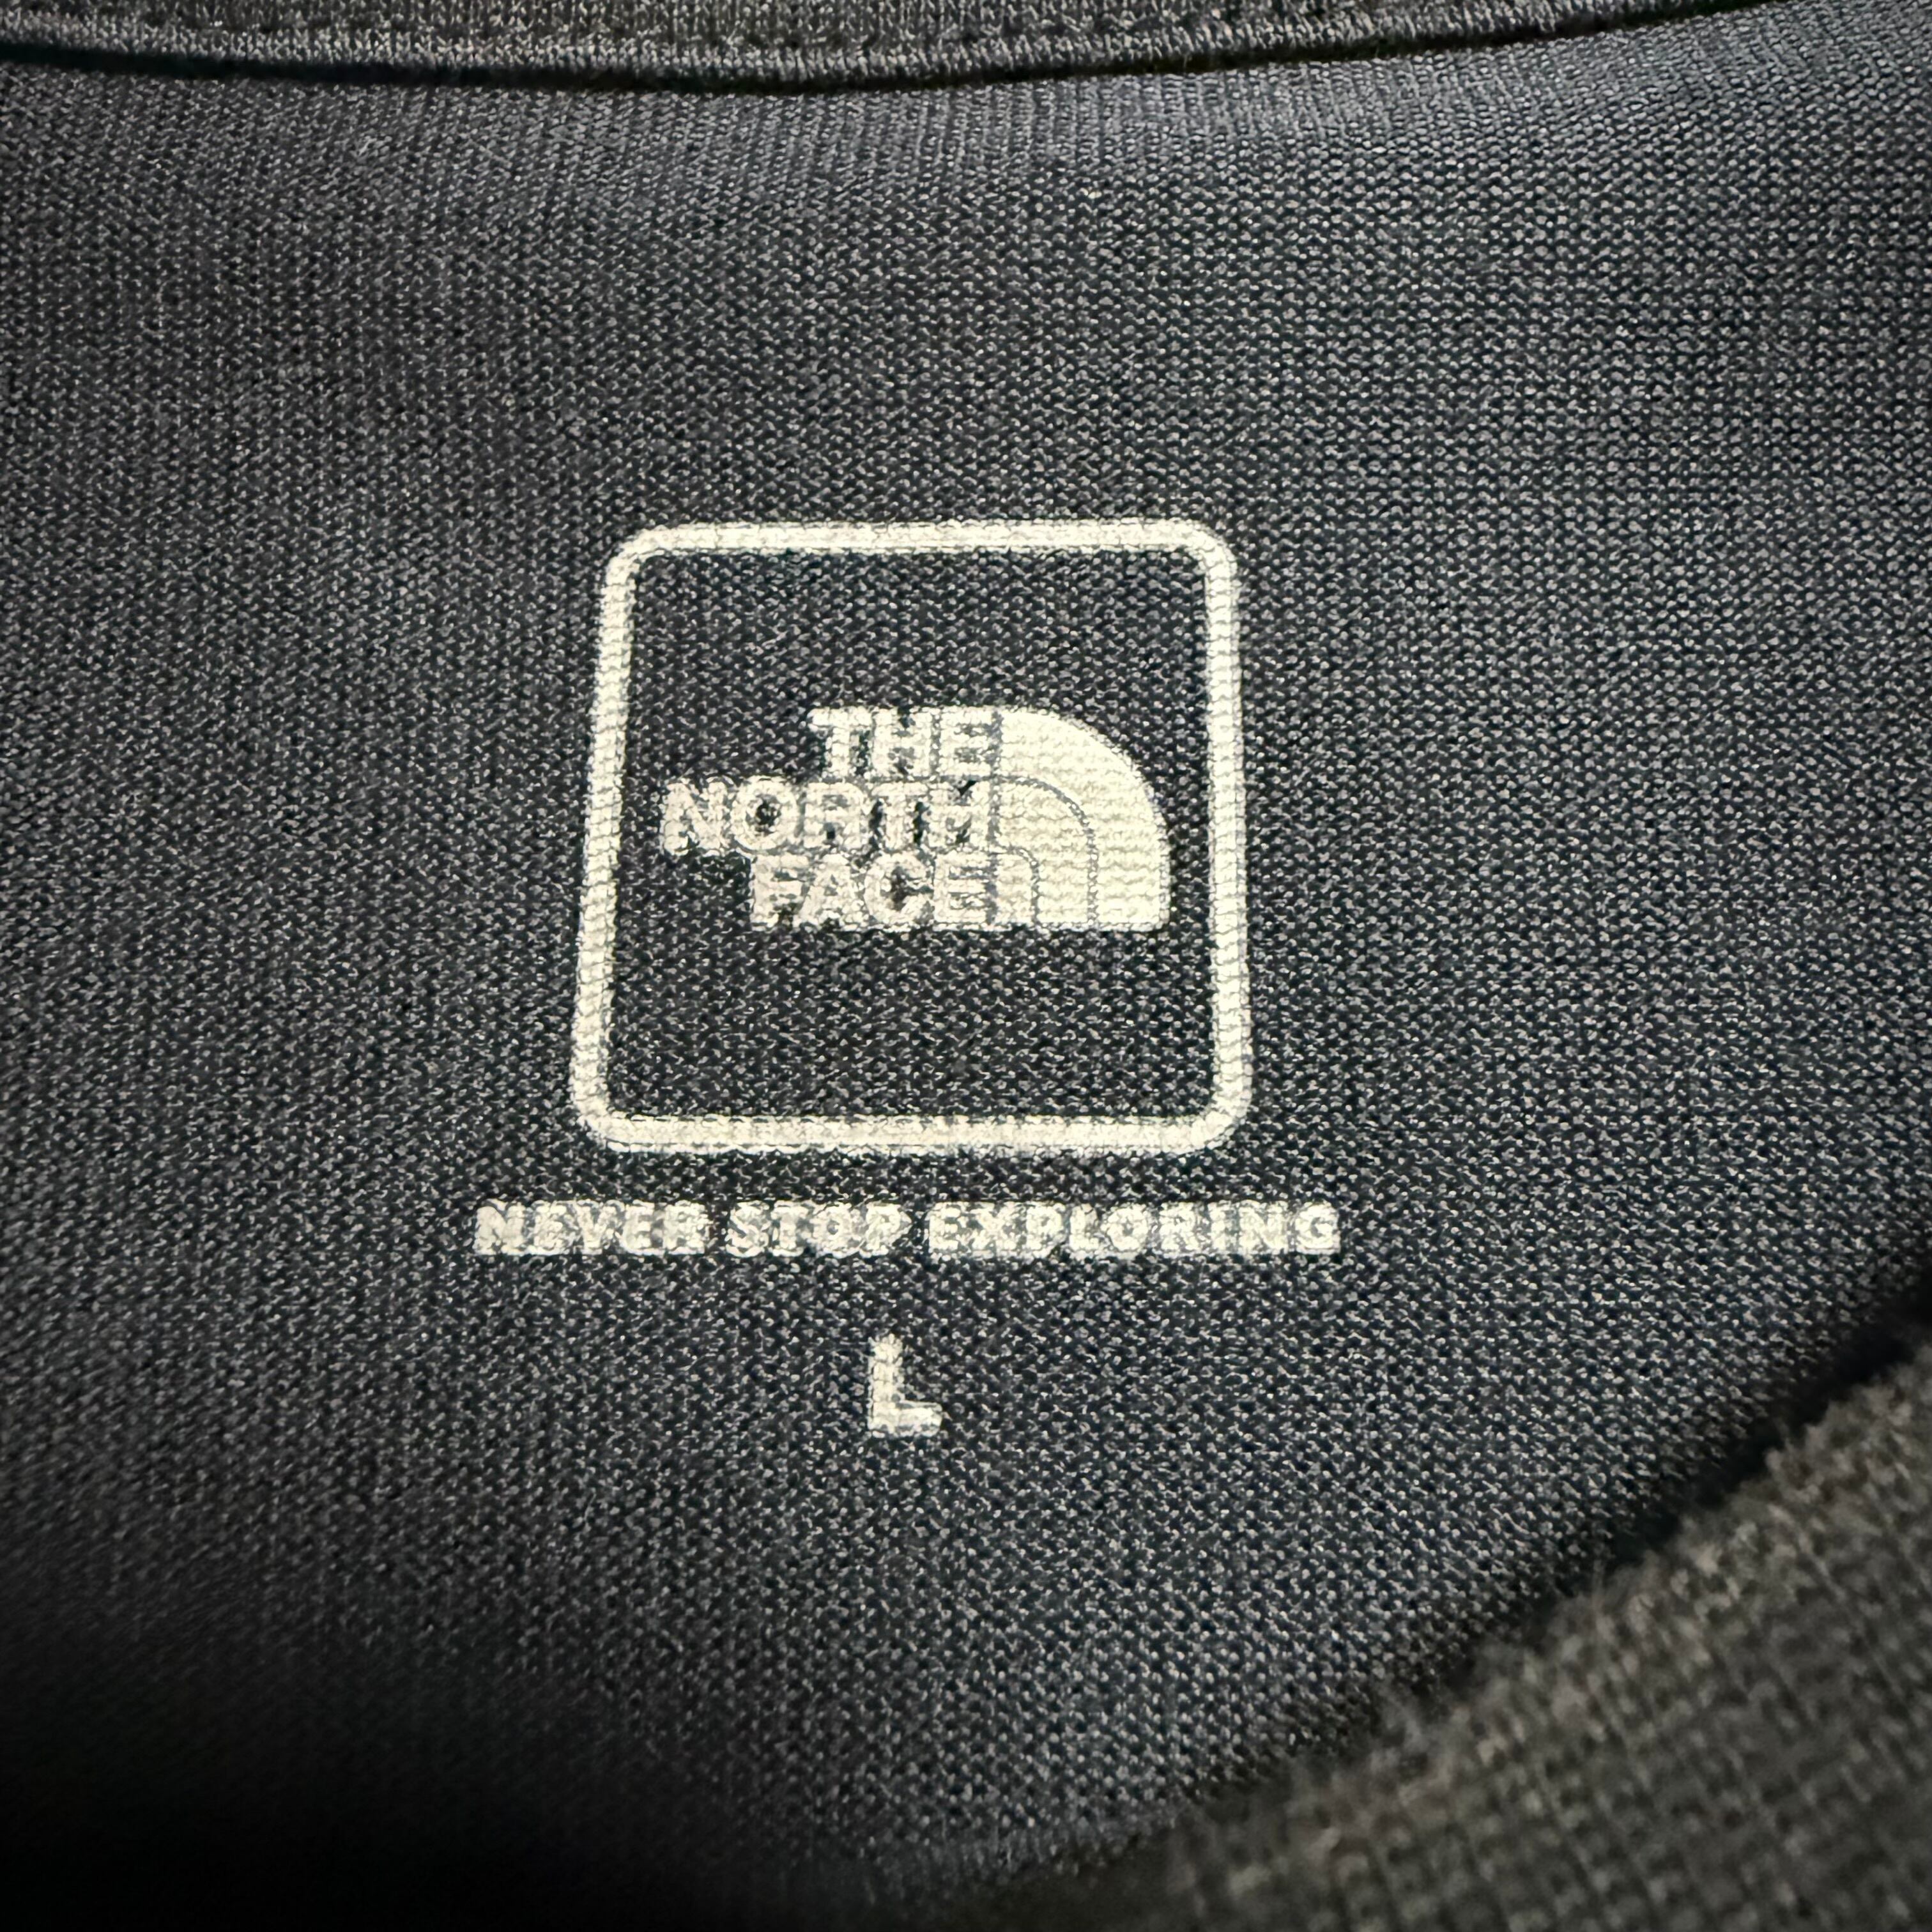 THE
NORTH
FACE
NEVER STOP EXPLORING
L